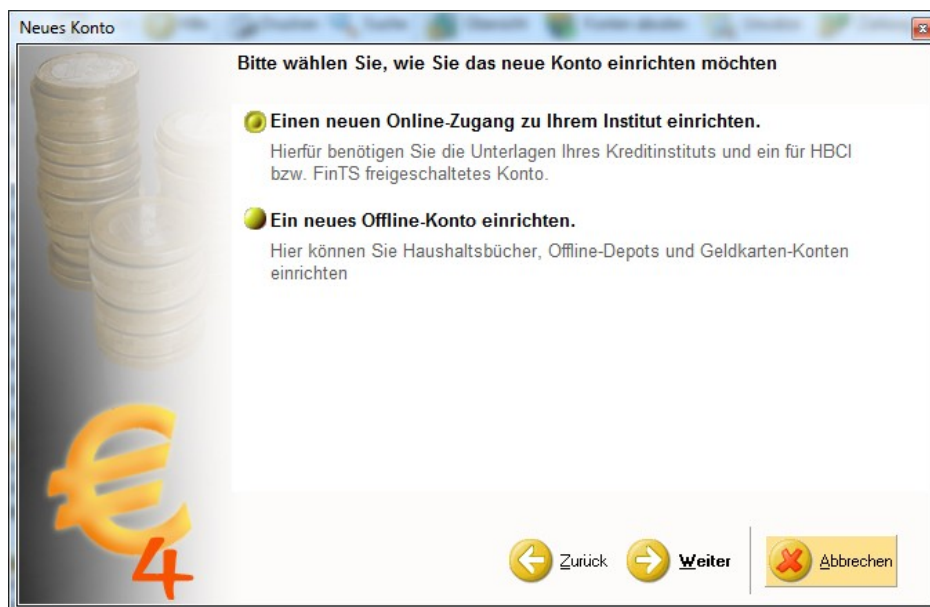 Neues Konto
Bitte wählen Sie, wie Sie das neue Konto einrichten möchten
Einen neuen Online-Zugang zu Ihrem Institut einrichten.
Hierfür benötigen Sie die Unterlagen Ihres Kreditinstituts und ein für HBCI
bzw. FinTS freigeschaltetes Konto.
Ein neues Offline-Konto einrichten.
Hier können Sie Haushaltsbücher, Offline-Depots und Geldkarten-Konten
einrichten
€
4
Zurück
Weiter
Abbrechen